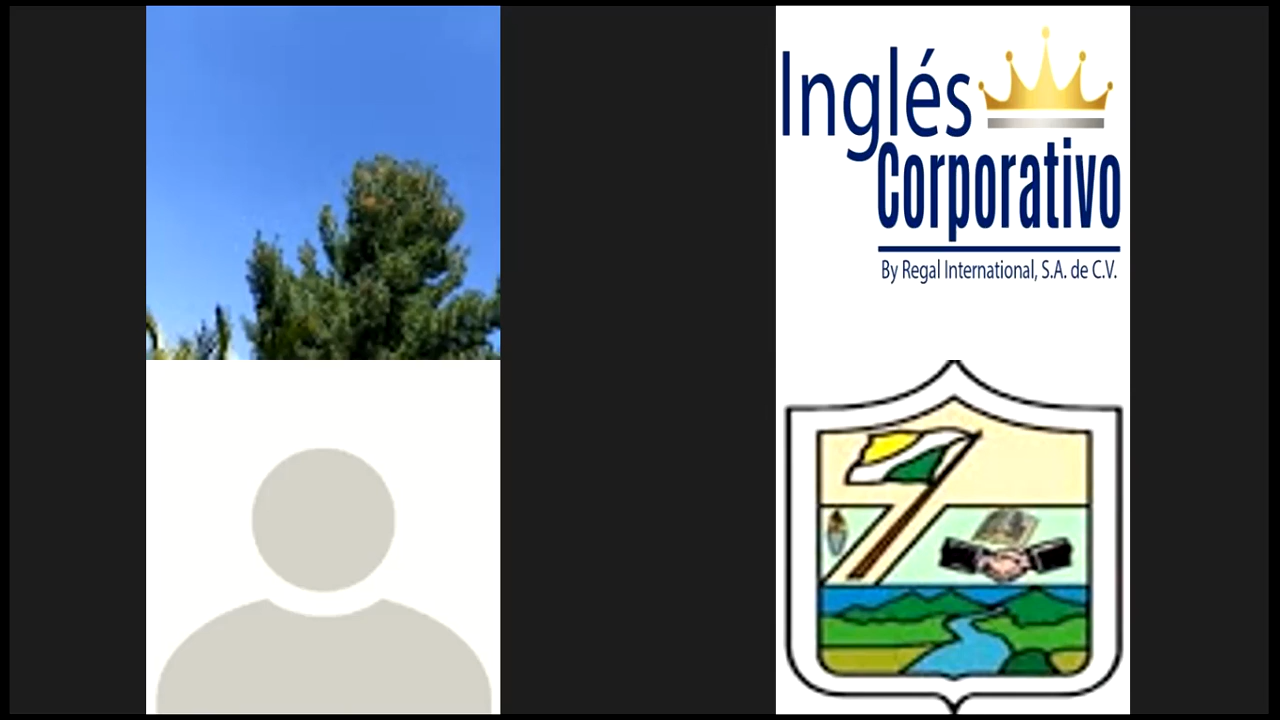 Inglés
Corporativo
By Regal International, S.A. de C.V.